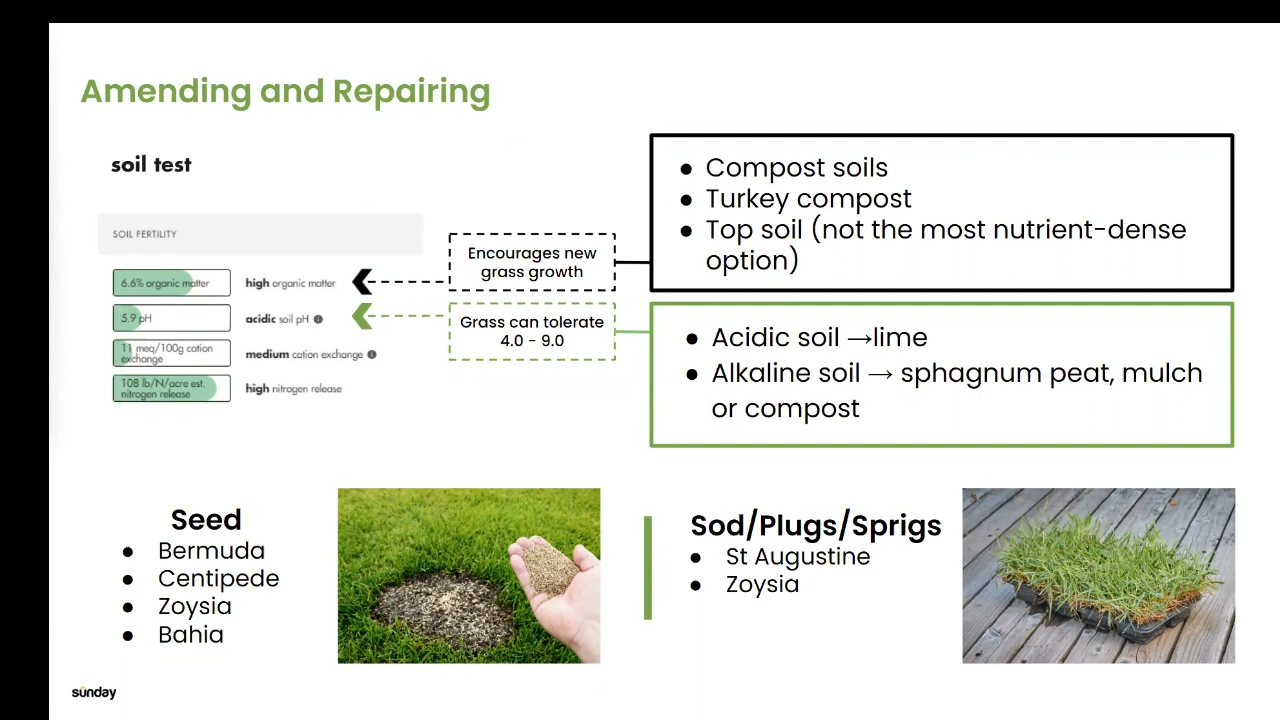 Amending and Repairing
soil test
SOIL FERTILITY
6.6% organic matter
high organic matter
5.9 pH
acidic soil pH
11 meq/100g cation
exchange
medium cation exchange
108 lb/N/acre est.
nitrogen release
high nitrogen release
Encourages new
grass growth
Grass can tolerate
4.0 - 9.0
● Compost soils
● Turkey compost
● Top soil (not the most nutrient-dense
option)
● Acidic soil →lime
● Alkaline soil → sphagnum peat, mulch
or compost
Seed
● Bermuda
● Centipede
● Zoysia
● Bahia
Sod/Plugs/Sprigs
● St Augustine
● Zoysia
sunday